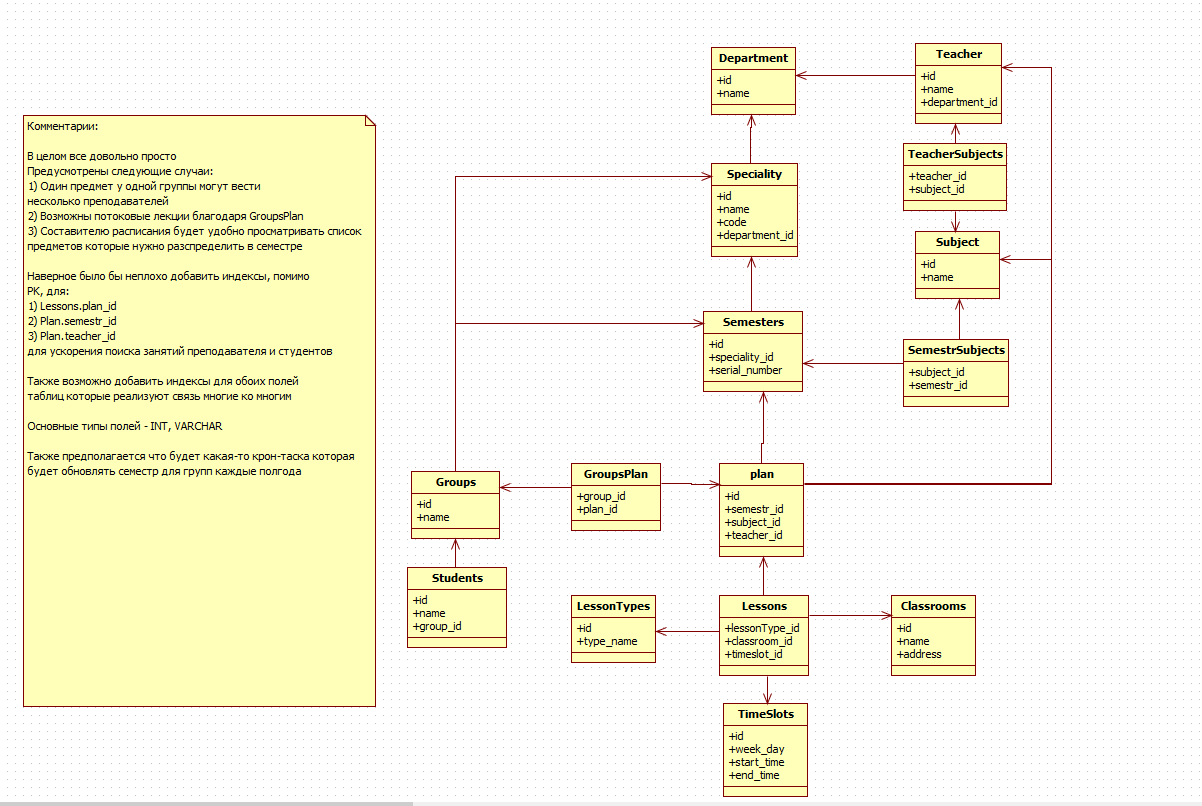 Комментарии:
В целом все довольно просто
Предусмотрены следующие случаи:
1) Один предмет у одной группы могут вести
несколько преподавателей
2) Возможны потоковые лекции благодаря GroupsPlan
3) Составителю расписания будет удобно просматривать список
предметов которые нужно разспределить в семестре
Наверное было бы неплохо добавить индексы, помимо
РК, для:
1) Lessons.plan_id
2) Plan.semestr_id
3) Plan.teacher_id
для ускорения поиска занятий преподавателя и студентов
Также возможно добавить индексы для обоих полей
таблиц которые реализуют связь многие ко многим
Основные типы полей - INT, VARCHAR
Также предполагается что будет какая-то крон-таска которая
будет обновлять семестр для групп каждые полгода
Department
+id
+name
Teacher
+id
+name
+department_id
TeacherSubjects
+teacher_id
+subject_id
Speciality
+id
+name
+code
+department_id
Subject
+id
+name
Semesters
+id
+speciality_id
+serial_number
SemestrSubjects
+subject_id
+semestr_id
Groups
+id
+name
GroupsPlan
+group_id
+plan_id
plan
+id
+semestr_id
+subject_id
+teacher_id
Students
+id
+name
+group_id
LessonTypes
+id
+type_name
Lessons
+lessonType_id
+classroom_id
+timeslot_id
Classrooms
+id
+name
+address
TimeSlots
+id
+week_day
+start_time
+end_time